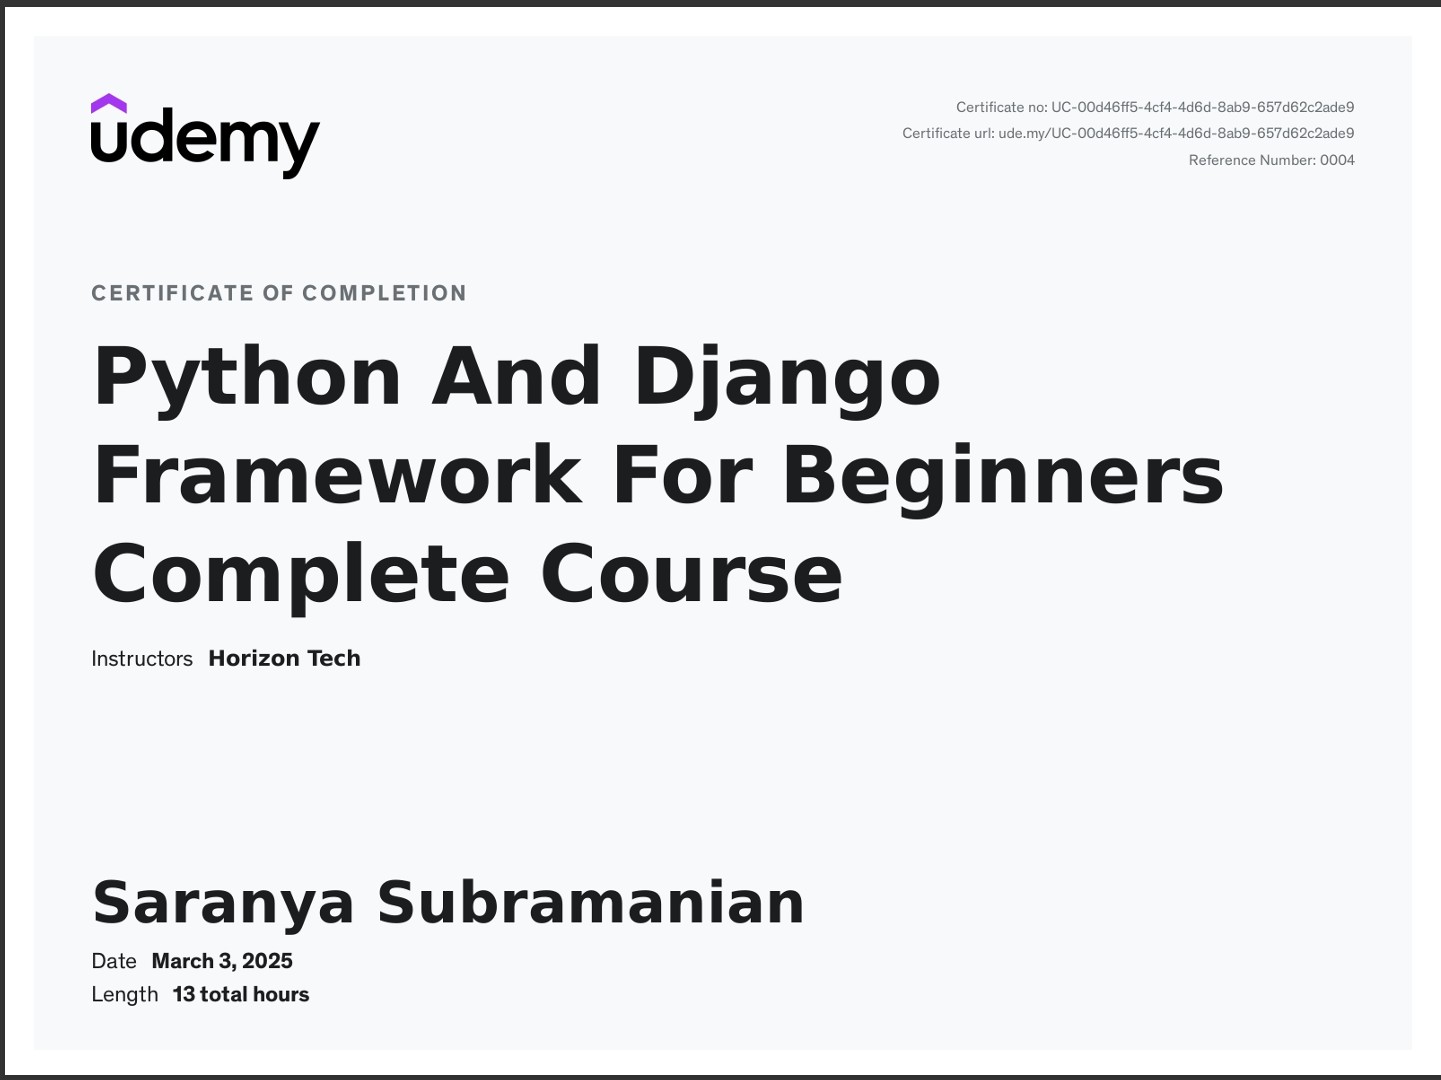 udemy
Certificate no: UC-00d46ff5-4cf4-4d6d-8ab9-657d62c2ade9
Certificate url: ude.my/UC-00d46ff5-4cf4-4d6d-8ab9-657d62c2ade9
Reference Number: 0004
CERTIFICATE OF COMPLETION
Python And Django
Framework For Beginners
Complete Course
Instructors Horizon Tech
Saranya Subramanian
Date March 3, 2025
Length 13 total hours